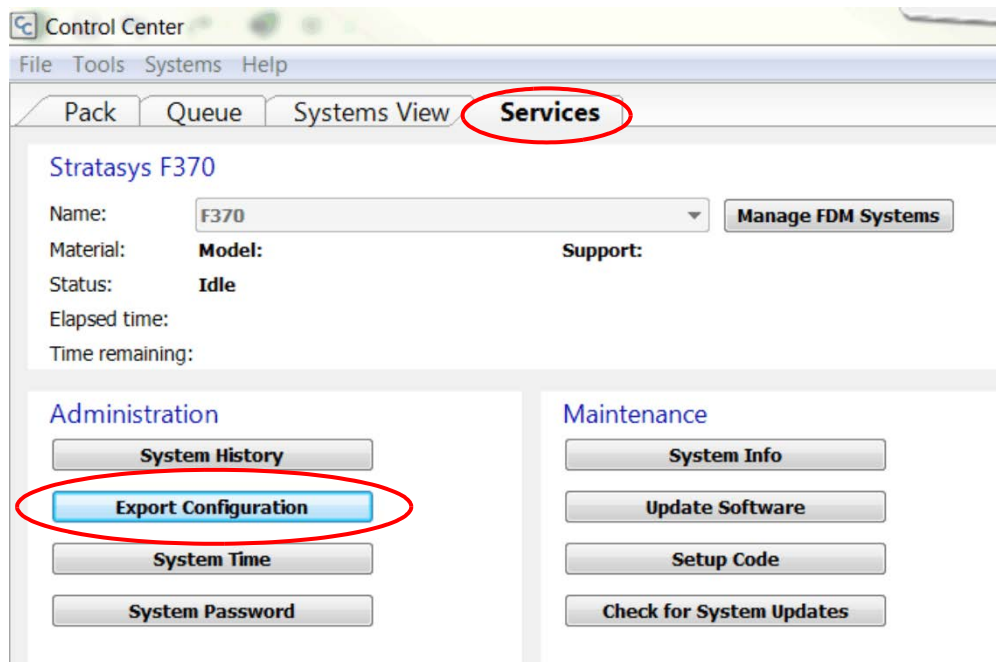 Control Center
File Tools Systems Help
Pack Queue Systems View Services
Stratasys F370
Name: F370 Manage FDM Systems
Material: Model: Support:
Status: Idle
Elapsed time:
Time remaining:
Administration Maintenance
System History System Info
Export Configuration Update Software
System Time Setup Code
System Password Check for System Updates